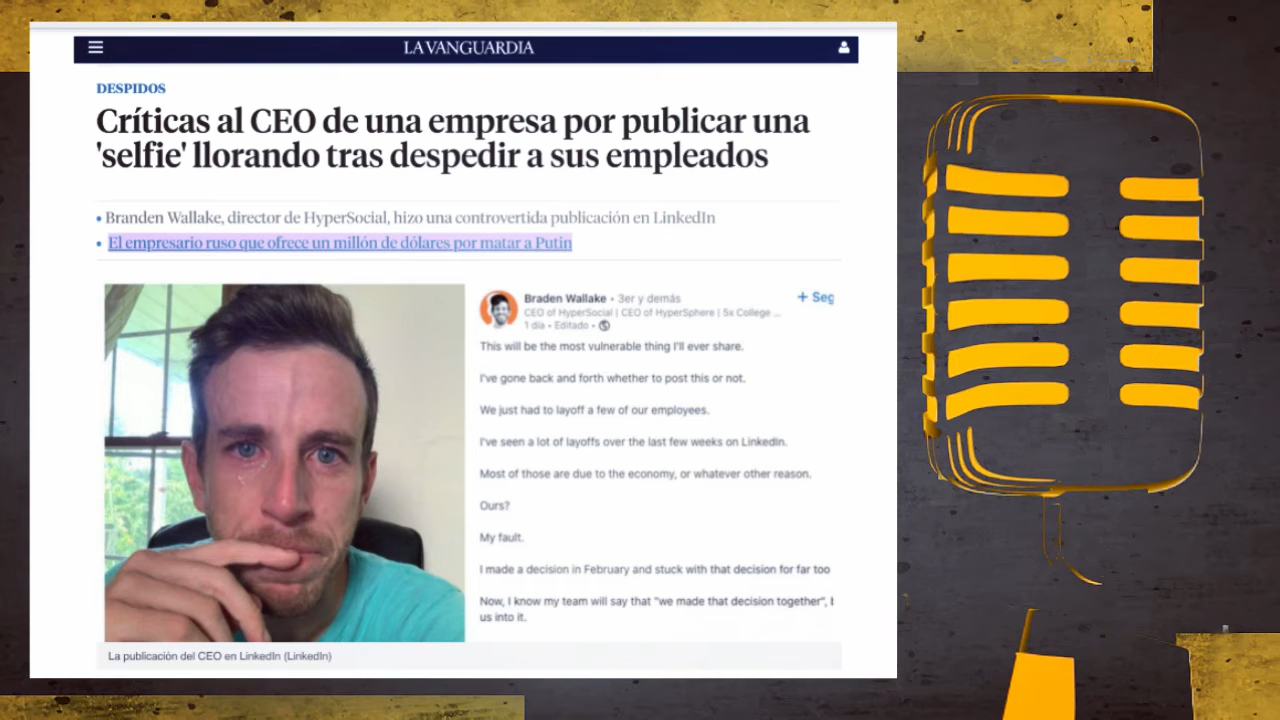 LAVANGUARDIA
DESPIDOS
Críticas al CEO de una empresa por publicar una
'selfie' llorando tras despedir a sus empleados
• Branden Wallake, director de HyperSocial, hizo una controvertida publicación en LinkedIn
• El empresario ruso que ofrece un millón de dólares por matar a Putin
Braden Wallake • 3er y demás
+ Seg
CEO of HyperSocial | CEO of HyperSphere | 5x College ...
1 día • Editado •
This will be the most vulnerable thing I'll ever share.
I've gone back and forth whether to post this or not.
We just had to layoff a few of our employees.
I've seen a lot of layoffs over the last few weeks on LinkedIn.
Most of those are due to the economy, or whatever other reason.
Ours?
My fault.
I made a decision in February and stuck with that decision for far too
Now, I know my team will say that "we made that decision together", b
us into it.
La publicación del CEO en LinkedIn (LinkedIn)